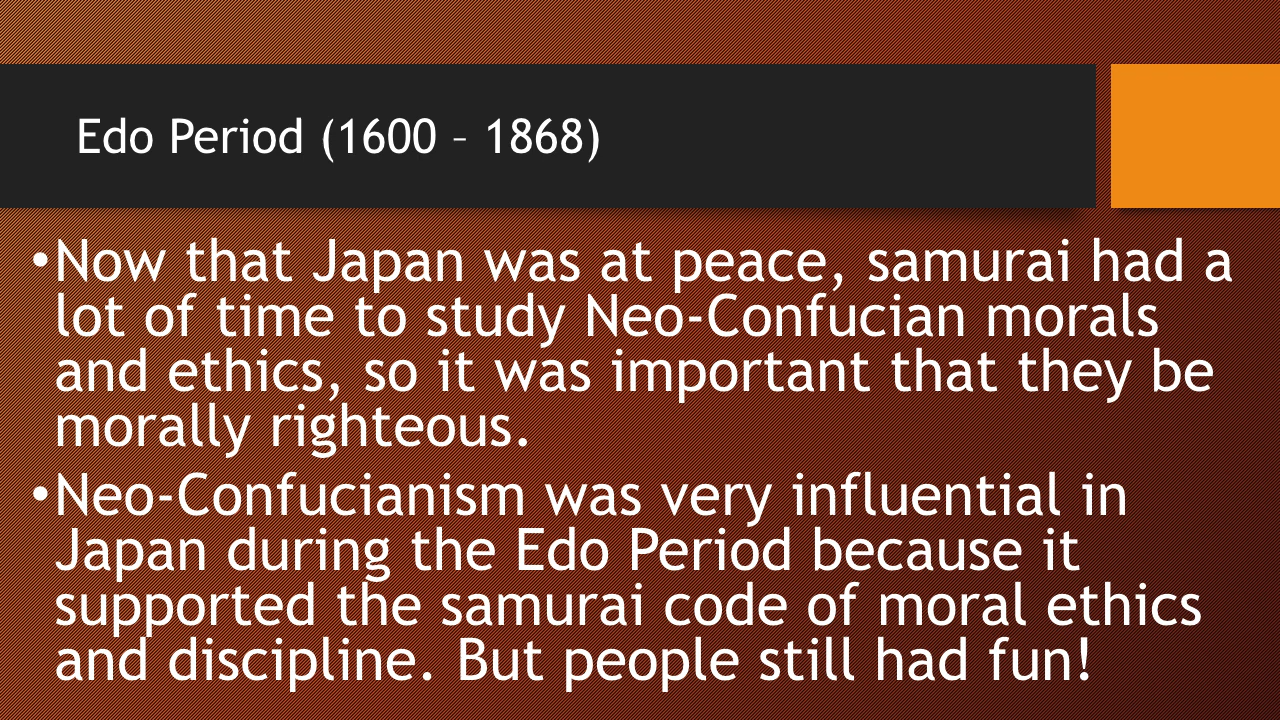 Edo Period (1600 – 1868)
•Now that Japan was at peace, samurai had a
lot of time to study Neo-Confucian morals
and ethics, so it was important that they be
morally righteous.
•Neo-Confucianism was very influential in
Japan during the Edo Period because it
supported the samurai code of moral ethics
and discipline. But people still had fun!